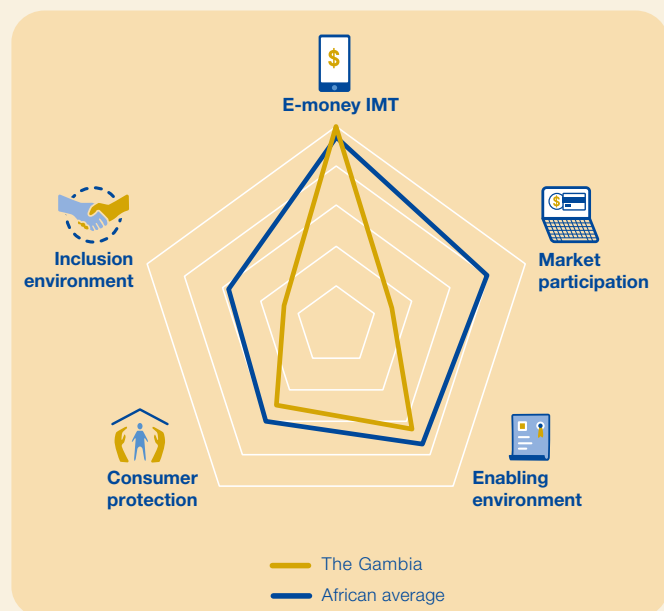 $
E-money IMT
$
Inclusion
environment
Market
participation
Consumer
protection
Enabling
environment
The Gambia
African average